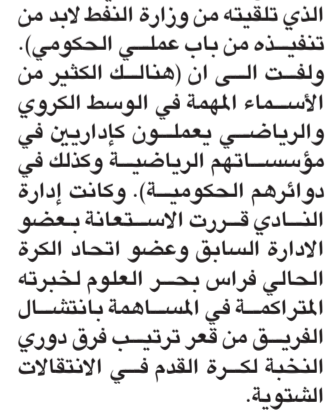 الذي تلقيته من وزارة النفط لابد من
تنفيذه من باب عملي الحكومي).
ولفت الى ان (هنالك الكثير من
الأسماء المهمة في الوسط الكروي
والرياضي يعملون كإداريين في
مؤسساتهم الرياضية وكذلك في
دوائرهم الحكومية). وكانت إدارة
النادي قررت الاستعانة بعضو
الادارة السابق وعضو اتحاد الكرة
الحالي فراس بحر العلوم لخبرته
المتراكمة في المساهمة بانتشال
الفريق من قعر ترتيب فرق دوري
النخبة لكرة القدم في الانتقالات
الشتوية.